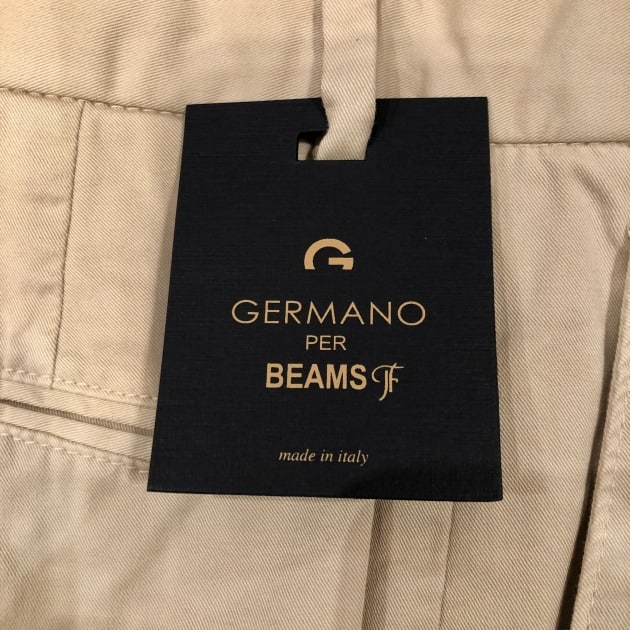 G
GERMANO
PER
BEAMS F
made in italy